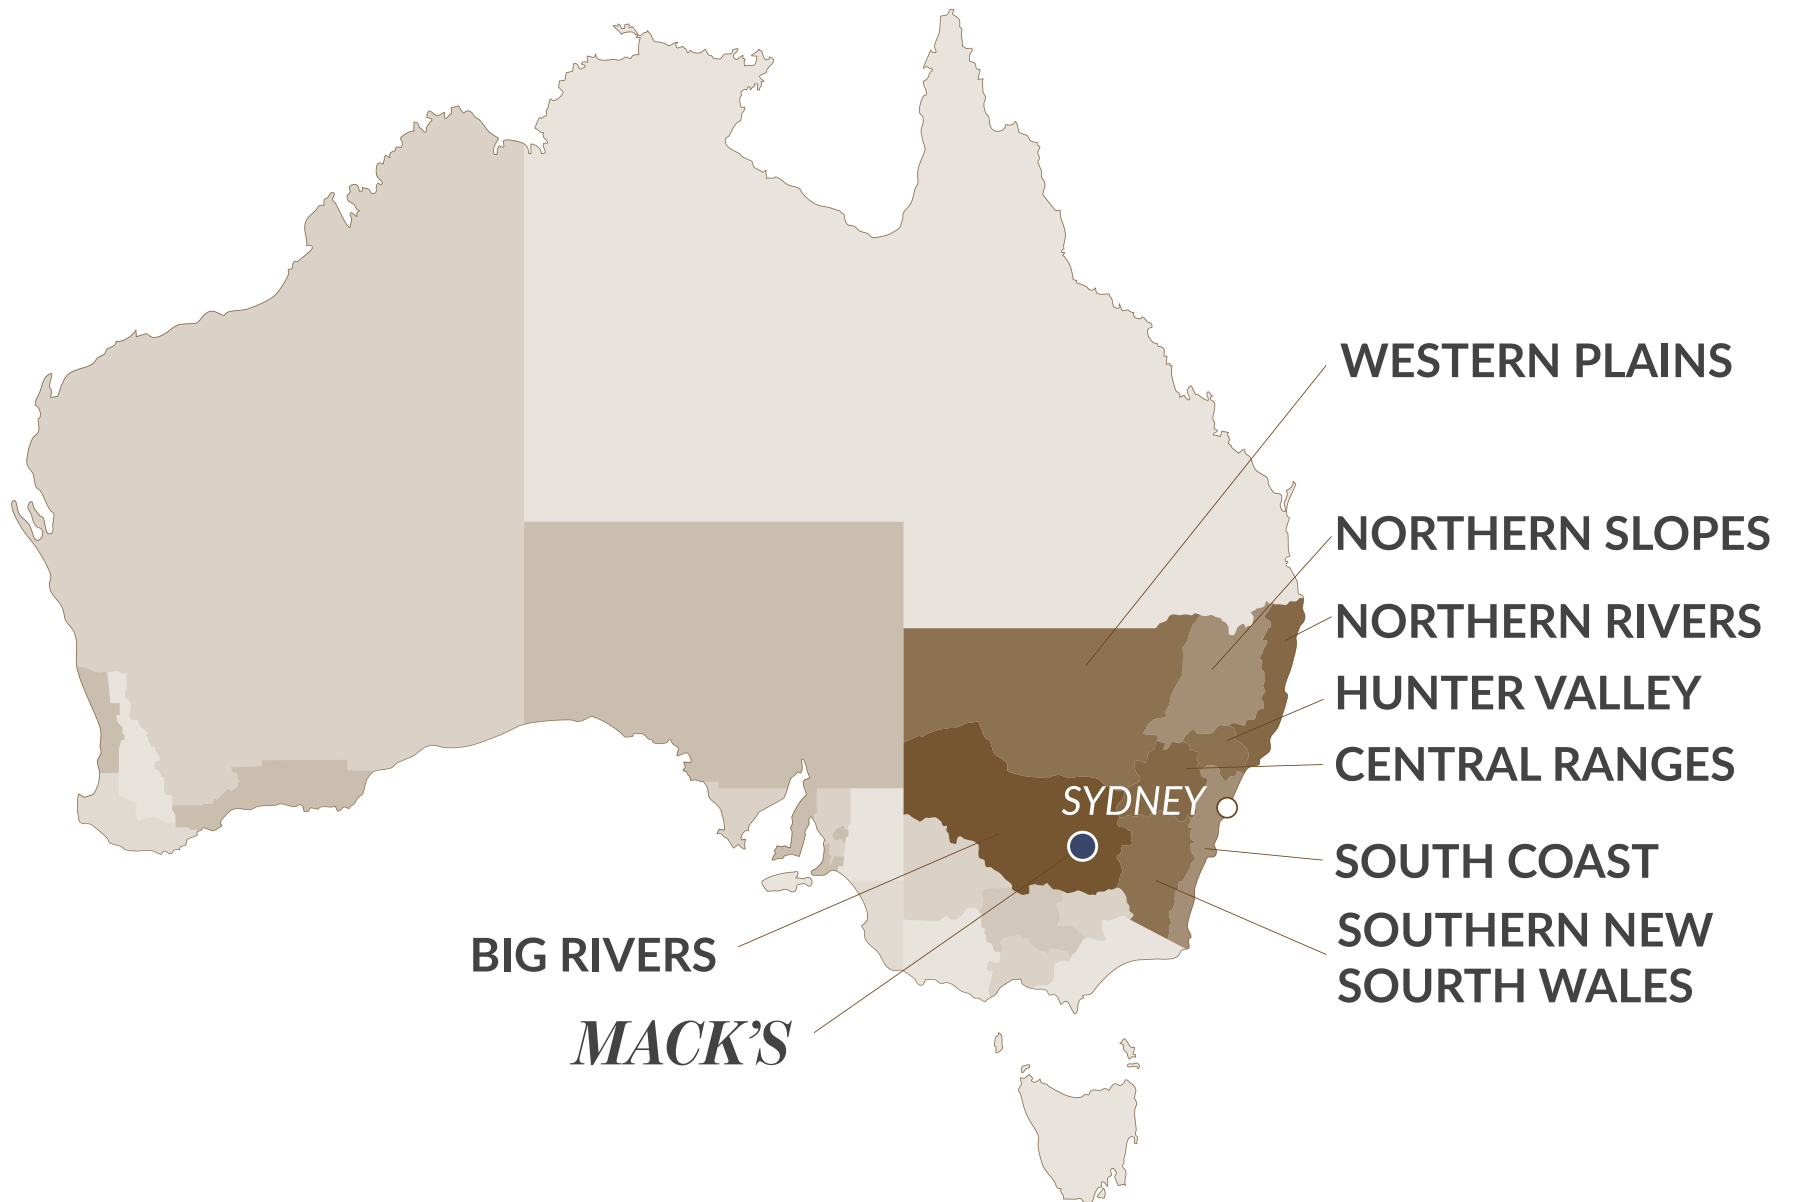 WESTERN PLAINS
NORTHERN SLOPES
NORTHERN RIVERS
HUNTER VALLEY
CENTRAL RANGES
SYDNEY
SOUTH COAST
SOUTHERN NEW
SOURTH WALES
BIG RIVERS
MACK’S